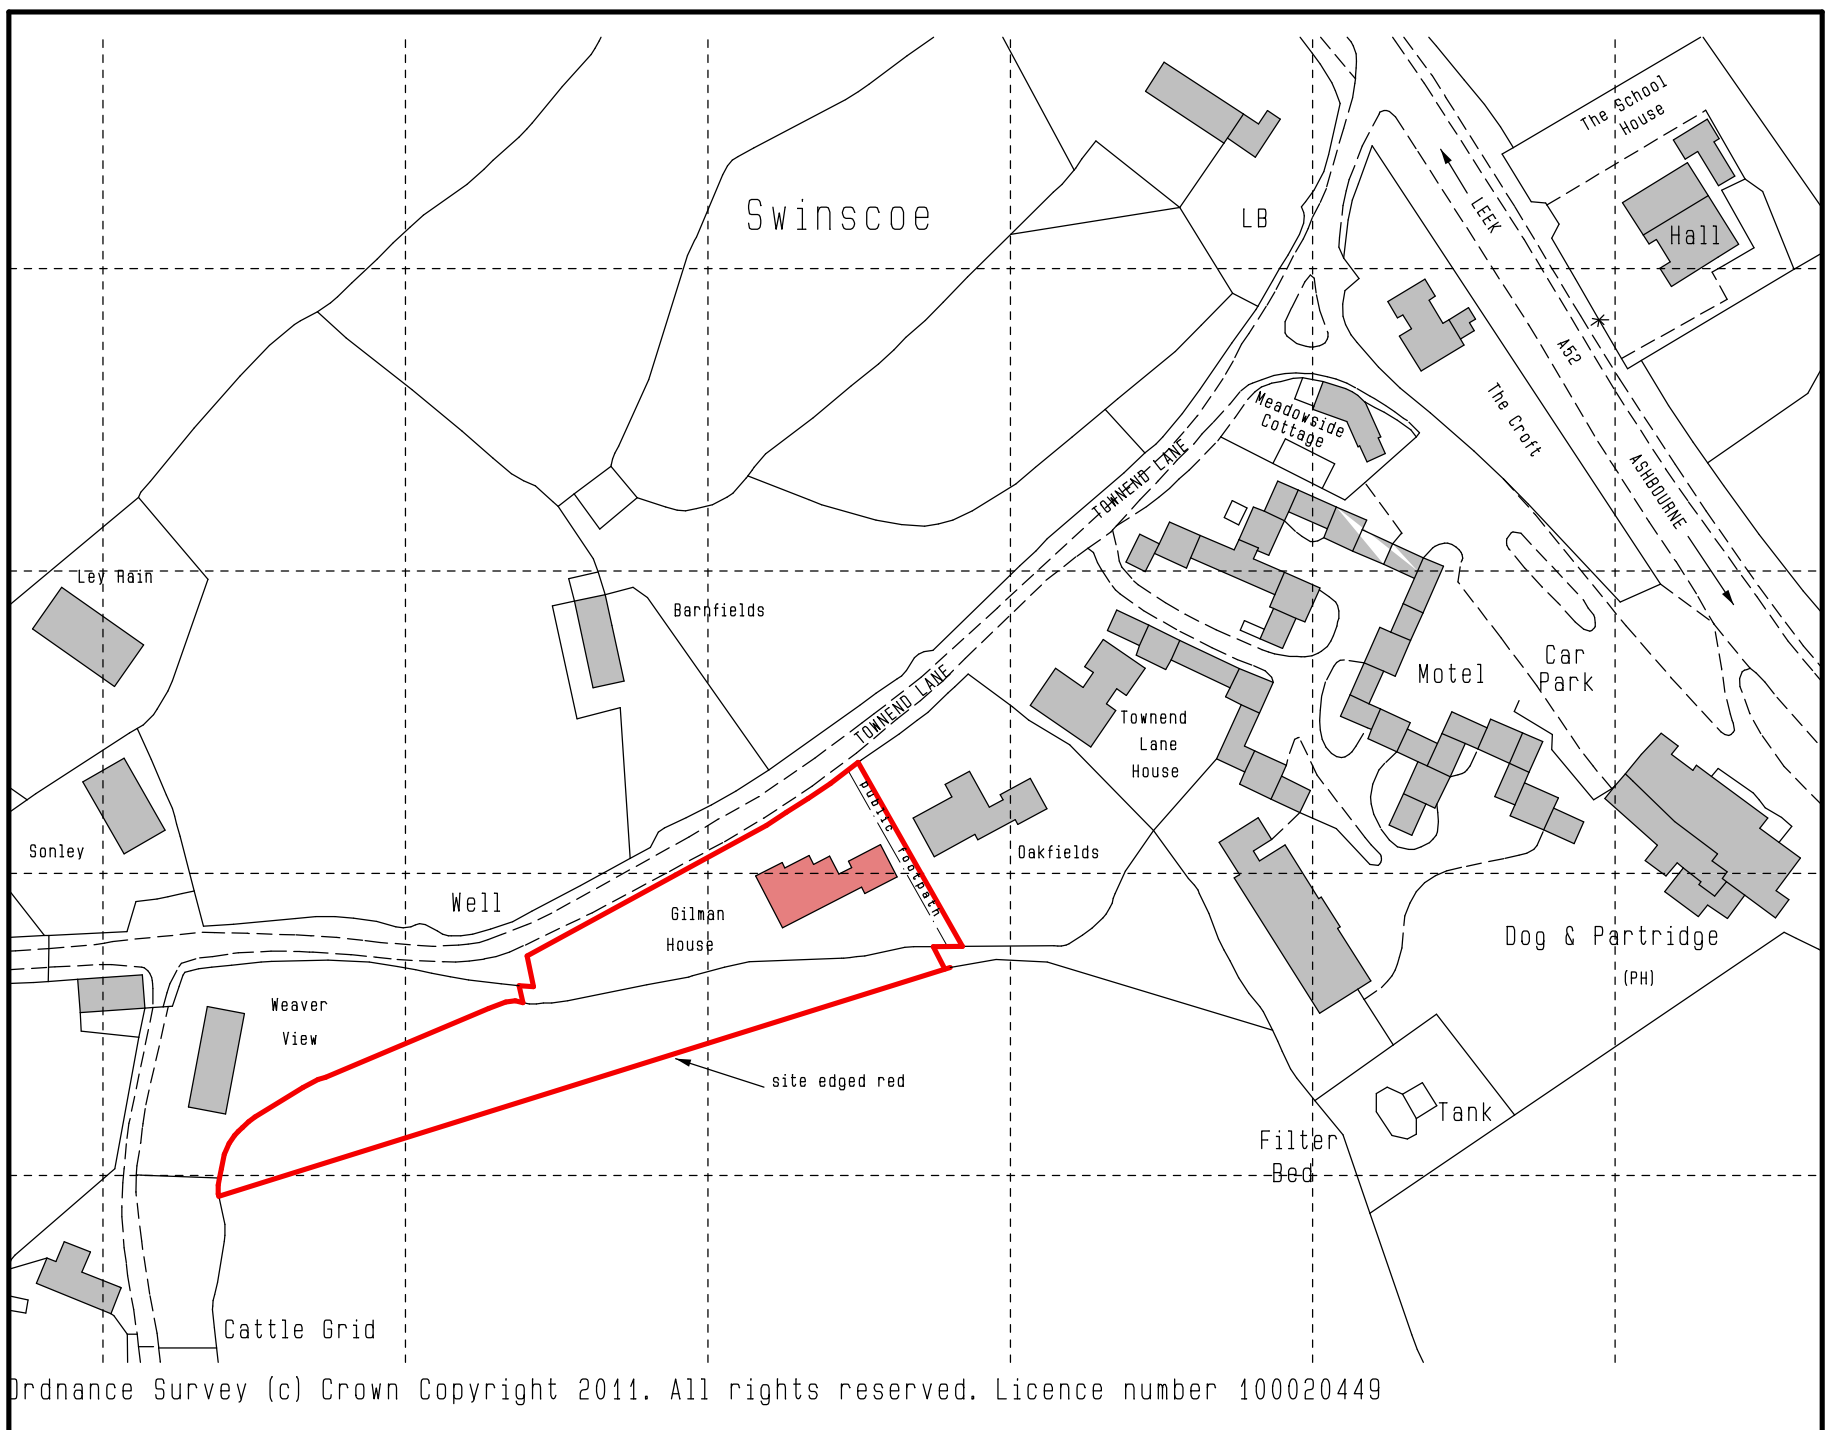 The School
House
Swinscoe
LB
LEEK
Hall
A52
The Croft
Meadowside
Cottage
TOWNEND LANE
ASHBOURNE
Ley Rain
Barnfields
Car
Park
Motel
TOWNEND LANE
Townend
Lane
House
public footpath
Sonley
Oakfields
Well
Gilman
House
Dog & Partridge
(PH)
Weaver
View
site edged red
Tank
Filter
Bed
Cattle Grid
Ordnance Survey (c) Crown Copyright 2011. All rights reserved. Licence number 100020449